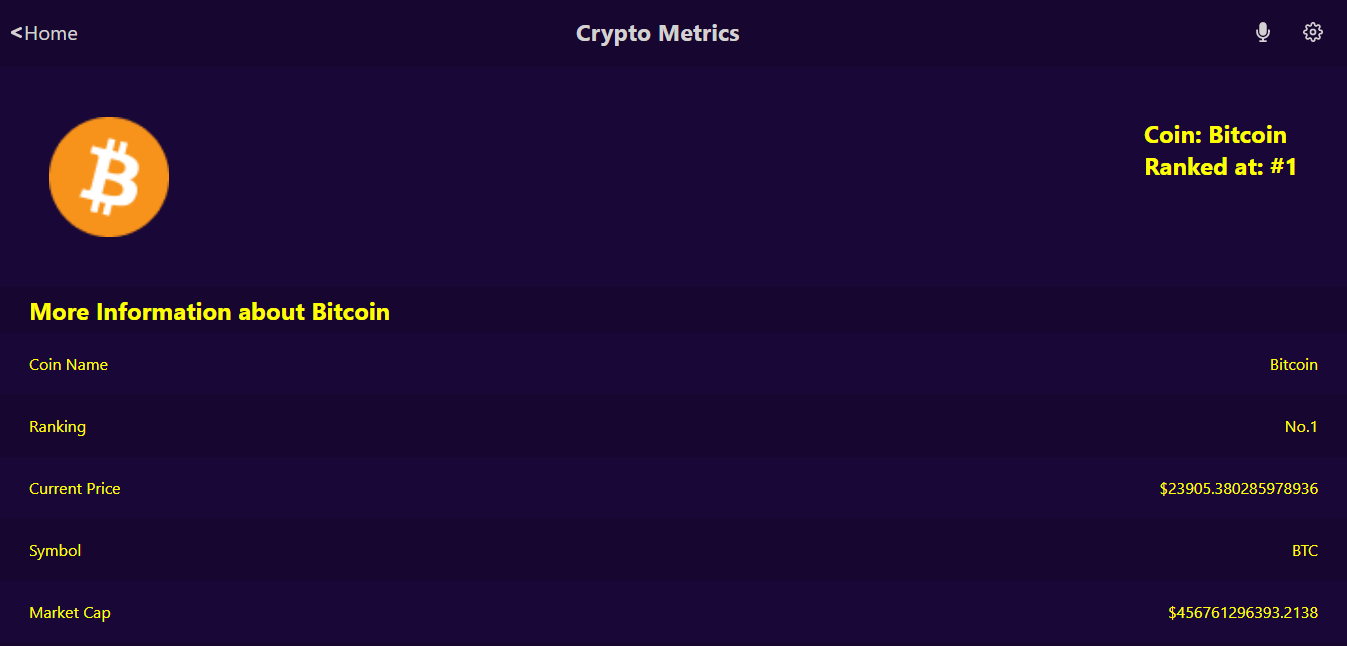 <Home
Crypto Metrics
Coin: Bitcoin
Ranked at: #1
More Information about Bitcoin
Coin Name
Bitcoin
Ranking
No.1
Current Price
$23905.380285978936
Symbol
BTC
Market Cap
$456761296393.2138